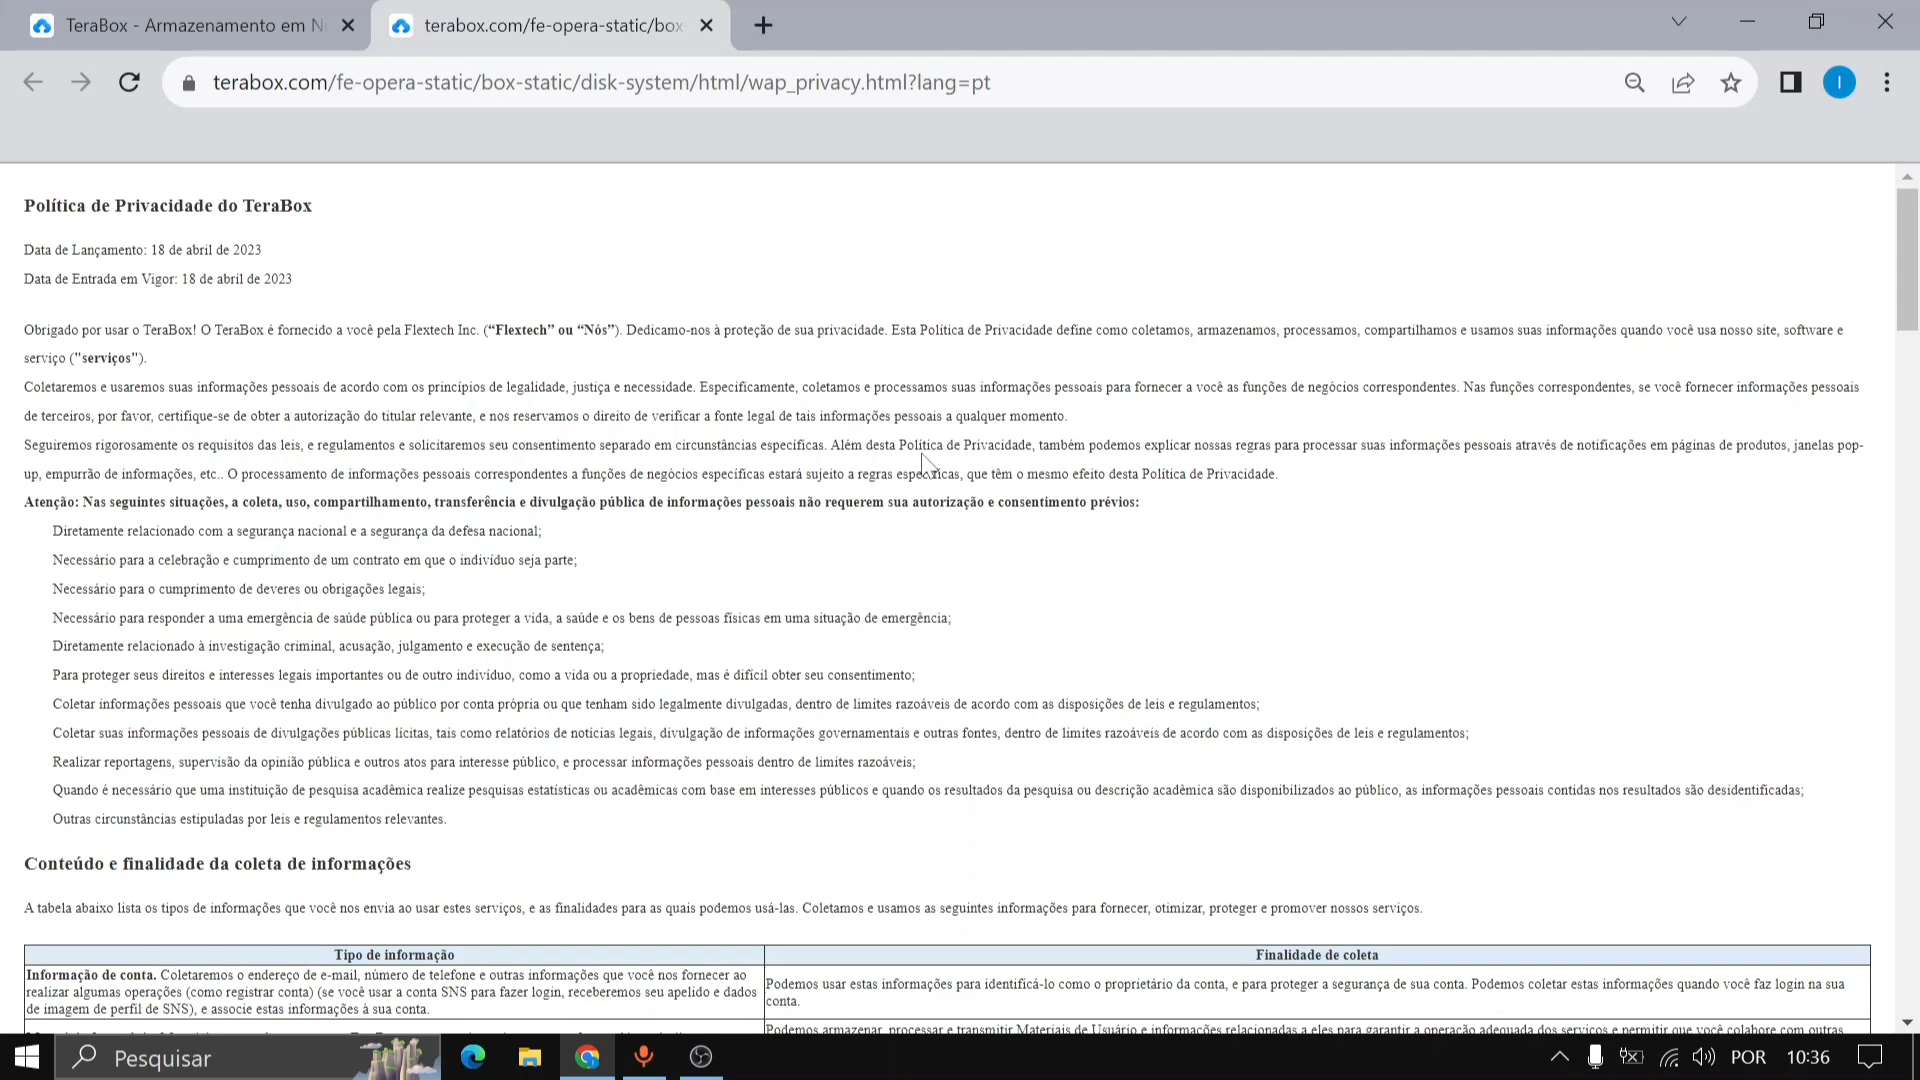 TeraBox - Armazenamento em N
terabox.com/fe-opera-static/box
terabox.com/fe-opera-static/box-static/disk-system/html/wap_privacy.html?lang=pt
I
Política de Privacidade do TeraBox
Data de Lançamento: 18 de abril de 2023
Data de Entrada em Vigor: 18 de abril de 2023
Obrigado por usar o TeraBox! O TeraBox é fornecido a você pela Flextech Inc. (“Flextech” ou “Nós”). Dedicamo-nos à proteção de sua privacidade. Esta Política de Privacidade define como coletamos, armazenamos, processamos, compartilhamos e usamos suas informações quando você usa nosso site, software e
serviço ("serviços").
Coletaremos e usaremos suas informações pessoais de acordo com os princípios de legalidade, justiça e necessidade. Especificamente, coletamos e processamos suas informações pessoais para fornecer a você as funções de negócios correspondentes. Nas funções correspondentes, se você fornecer informações pessoais
de terceiros, por favor, certifique-se de obter a autorização do titular relevante, e nos reservamos o direito de verificar a fonte legal de tais informações pessoais a qualquer momento.
Seguiremos rigorosamente os requisitos das leis, e regulamentos e solicitaremos seu consentimento separado em circunstâncias específicas. Além desta Política de Privacidade, também podemos explicar nossas regras para processar suas informações pessoais através de notificações em páginas de produtos, janelas pop-
up, empurrão de informações, etc.. O processamento de informações pessoais correspondentes a funções de negócios específicas estará sujeito a regras específicas, que têm o mesmo efeito desta Política de Privacidade.
Atenção: Nas seguintes situações, a coleta, uso, compartilhamento, transferência e divulgação pública de informações pessoais não requerem sua autorização e consentimento prévios:
Diretamente relacionado com a segurança nacional e a segurança da defesa nacional;
Necessário para a celebração e cumprimento de um contrato em que o indivíduo seja parte;
Necessário para o cumprimento de deveres ou obrigações legais;
Necessário para responder a uma emergência de saúde pública ou para proteger a vida, a saúde e os bens de pessoas físicas em uma situação de emergência;
Diretamente relacionado à investigação criminal, acusação, julgamento e execução de sentença;
Para proteger seus direitos e interesses legais importantes ou de outro indivíduo, como a vida ou a propriedade, mas é difícil obter seu consentimento;
Coletar informações pessoais que você tenha divulgado ao público por conta própria ou que tenham sido legalmente divulgadas, dentro de limites razoáveis de acordo com as disposições de leis e regulamentos;
Coletar suas informações pessoais de divulgações públicas lícitas, tais como relatórios de notícias legais, divulgação de informações governamentais e outras fontes, dentro de limites razoáveis de acordo com as disposições de leis e regulamentos;
Realizar reportagens, supervisão da opinião pública e outros atos para interesse público, e processar informações pessoais dentro de limites razoáveis;
Quando é necessário que uma instituição de pesquisa acadêmica realize pesquisas estatísticas ou acadêmicas com base em interesses públicos e quando os resultados da pesquisa ou descrição acadêmica são disponibilizados ao público, as informações pessoais contidas nos resultados são desidentificadas;
Outras circunstâncias estipuladas por leis e regulamentos relevantes.
Conteúdo e finalidade da coleta de informações
A tabela abaixo lista os tipos de informações que você nos envia ao usar estes serviços, e as finalidades para as quais podemos usá-las. Coletamos e usamos as seguintes informações para fornecer, otimizar, proteger e promover nossos serviços.
Tipo de informação
Finalidade de coleta
Informação de conta. Coletaremos o endereço de e-mail, número de telefone e outras informações que você nos fornecer ao
realizar algumas operações (como registrar conta) (se você usar a conta SNS para fazer login, receberemos seu apelido e dados
de imagem de perfil de SNS), e associe estas informações à sua conta.
Podemos usar estas informações para identificá-lo como o proprietário da conta, e para proteger a segurança de sua conta. Podemos coletar estas informações quando você faz login na sua
conta.
Podemos armazenar, processar e transmitir Materiais de Usuário e informações relacionadas a eles para garantir a operação adequada dos serviços e permitir que você colabore com outras
Pesquisar
POR
10:36